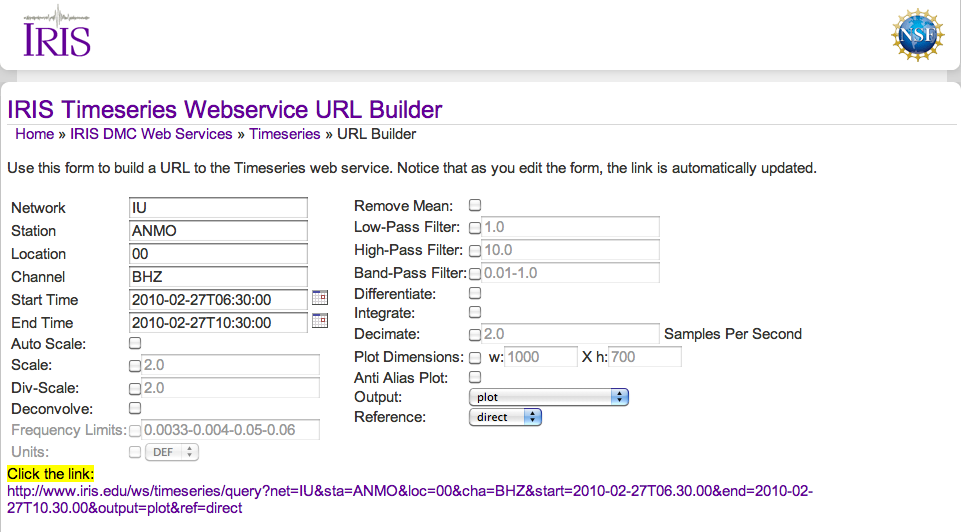 IRIS
NSF
IRIS Timeseries Webservice URL Builder
Home » IRIS DMC Web Services » Timeseries » URL Builder
Use this form to build a URL to the Timeseries web service. Notice that as you edit the form, the link is automatically updated.
Network IU
Station ANMO
Location 00
Channel BHZ
Start Time 2010-02-27T06:30:00
End Time 2010-02-27T10:30:00
Auto Scale:
Scale: 2.0
Div-Scale: 2.0
Deconvolve:
Frequency Limits: 0.0033-0.004-0.05-0.06
Units: DEF
Remove Mean:
Low-Pass Filter: 1.0
High-Pass Filter: 10.0
Band-Pass Filter: 0.01-1.0
Differentiate:
Integrate:
Decimate: 2.0 Samples Per Second
Plot Dimensions: w: 1000 X h: 700
Anti Alias Plot:
Output: plot
Reference: direct
Click the link:
http://www.iris.edu/ws/timeseries/query?net=IU&sta=ANMO&loc=00&cha=BHZ&start=2010-02-27T06.30.00&end=2010-02-
27T10.30.00&output=plot&ref=direct